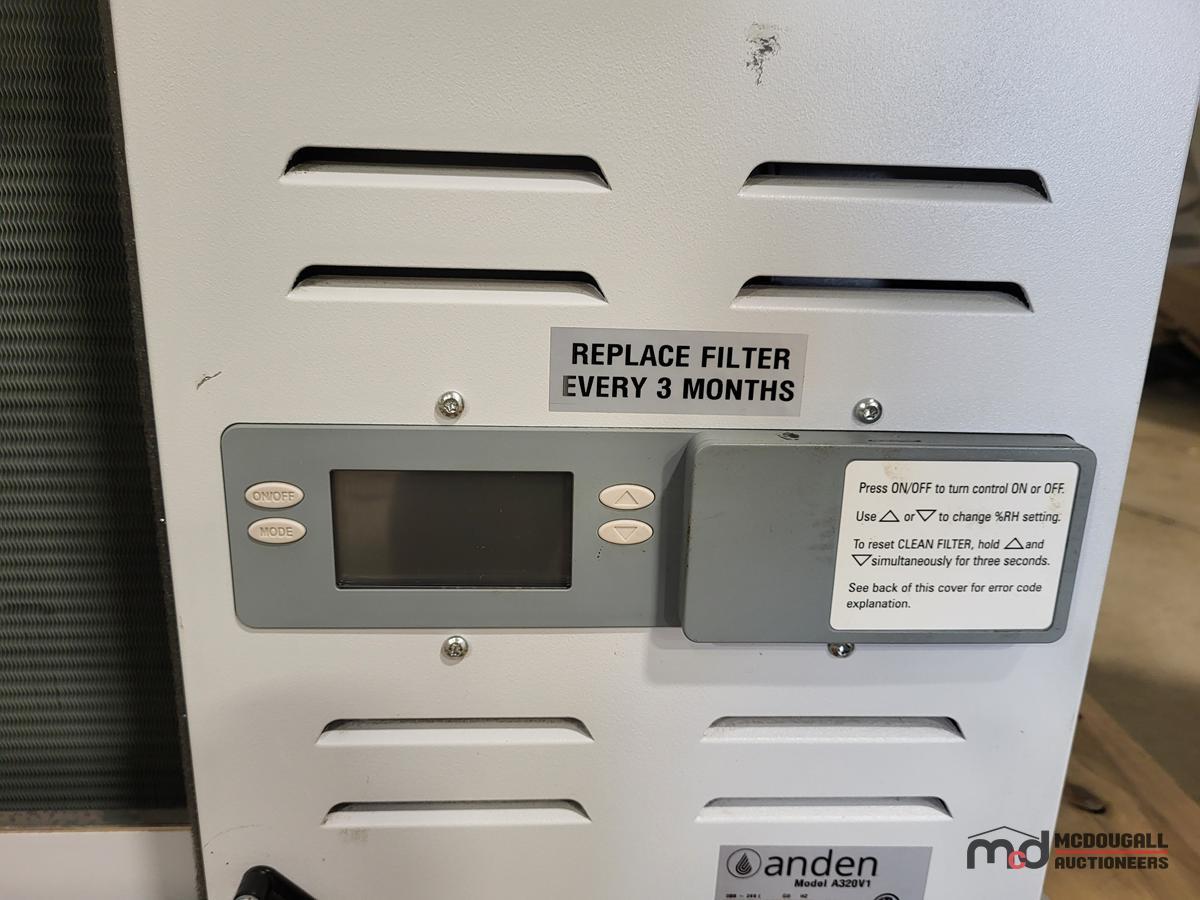 REPLACE FILTER
EVERY 3 MONTHS
ON/OFF
MODE
Press ON/OFF to turn control ON or OFF.
Use △ or ▽ to change %RH setting.
To reset CLEAN FILTER, hold △ and
▽ simultaneously for three seconds.
See back of this cover for error code
explanation.
anden
Model A320V1
mcd
MCDOUGALL
AUCTIONEERS